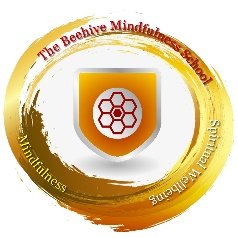 The Beehive Mindfulness School
Mindfulness
Spiritual Wellbeing